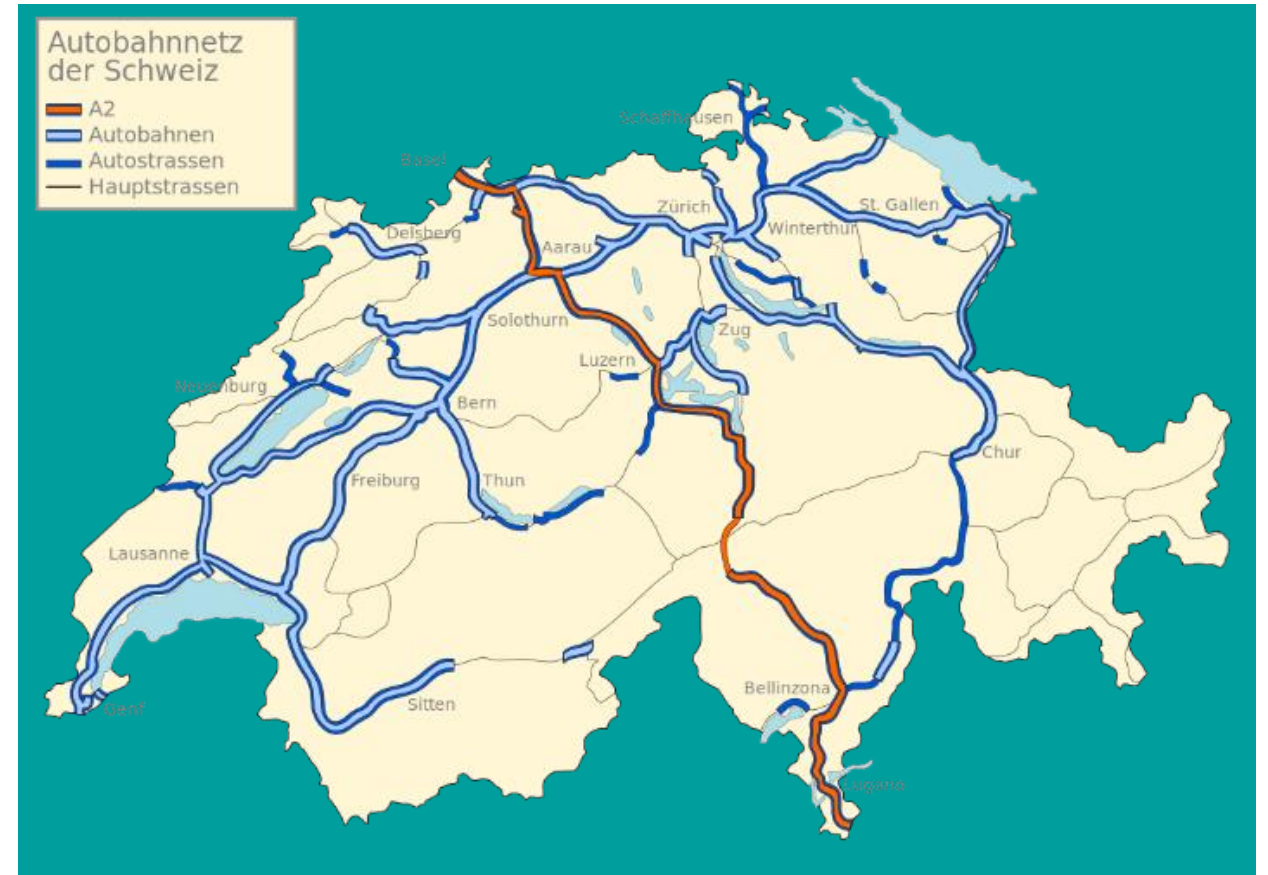 Autobahnnetz
der Schweiz
A2
Autobahnen
Autostrassen
Hauptstrassen
Schaffhausen
Basel
Zürich
St. Gallen
Delsberg
Winterthur
Aarau
Solothurn
Zug
Luzern
Neuenburg
Bern
Chur
Freiburg
Thun
Lausanne
Bellinzona
Sitten
Genf
Lugano